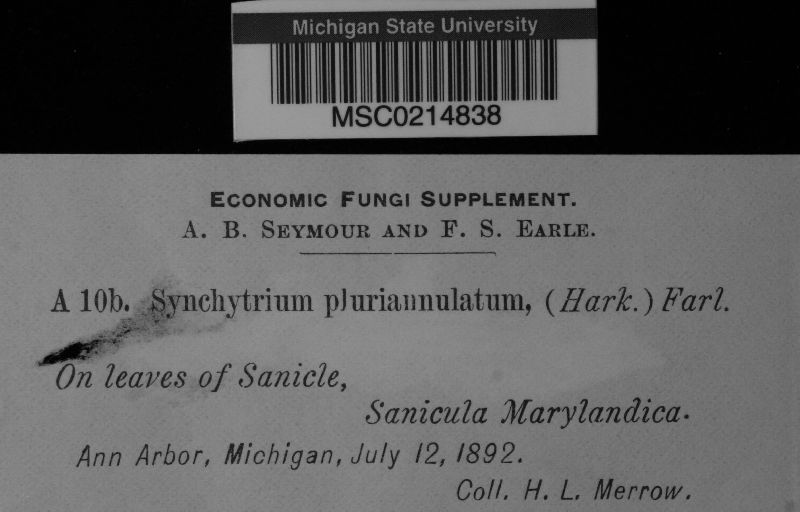 Michigan State University
MSC0214838
ECONOMIC FUNGI SUPPLEMENT.
A. B. SEYMOUR AND F. S. EARLE.
A 10b. Synchytrium pluriannulatum, (Hark.) Farl.
On leaves of Sanicle,
Sanicula Marylandica.
Ann Arbor, Michigan, July 12, 1892.
Coll. H. L. Merrow.